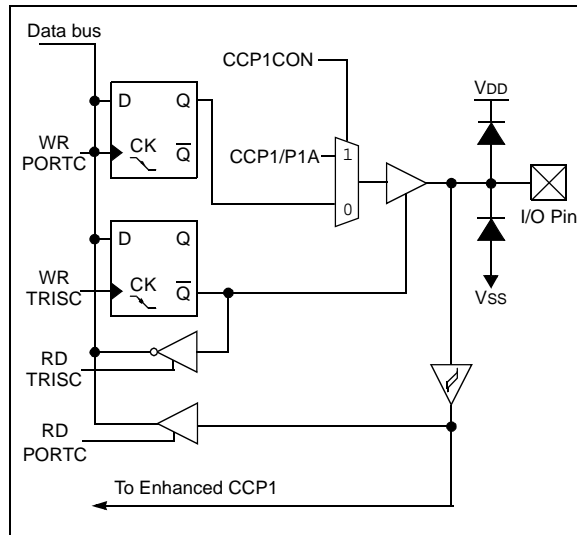 Data bus
CCP1CON
VDD
D Q
WR
PORTC
CK Q
CCP1/P1A
1
0
I/O Pin
D Q
WR
TRISC
CK Q
VSS
RD
TRISC
RD
PORTC
To Enhanced CCP1